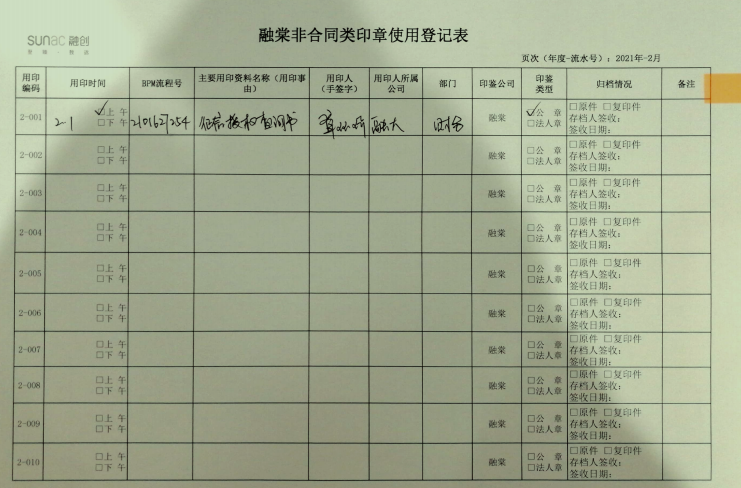 sunac 融创
融棠非合同类印章使用登记表
页次（年度-流水号）：2021年-2月
用印编码 用印时间 BPM流程号 主要用印资料名称（用印事由） 用印人（手签字） 用印人所属公司 部门 印鉴公司 印鉴类型 归档情况 备注
2-001 2-1 ✓上 午 □下 午 210162754 征信授权查询书 融大 财务 融棠 ✓公 章 □法人章 □原件 □复印件 存档人签收： 签收日期：
2-002 □上 午 □下 午 融棠 □公 章 □法人章 □原件 □复印件 存档人签收： 签收日期：
2-003 □上 午 □下 午 融棠 □公 章 □法人章 □原件 □复印件 存档人签收： 签收日期：
2-004 □上 午 □下 午 融棠 □公 章 □法人章 □原件 □复印件 存档人签收： 签收日期：
2-005 □上 午 □下 午 融棠 □公 章 □法人章 □原件 □复印件 存档人签收： 签收日期：
2-006 □上 午 □下 午 融棠 □公 章 □法人章 □原件 □复印件 存档人签收： 签收日期：
2-007 □上 午 □下 午 融棠 □公 章 □法人章 □原件 □复印件 存档人签收： 签收日期：
2-008 □上 午 □下 午 融棠 □公 章 □法人章 □原件 □复印件 存档人签收： 签收日期：
2-009 □上 午 □下 午 融棠 □公 章 □法人章 □原件 □复印件 存档人签收： 签收日期：
2-010 □上 午 □下 午 融棠 □公 章 □法人章 □原件 □复印件 存档人签收： 签收日期：